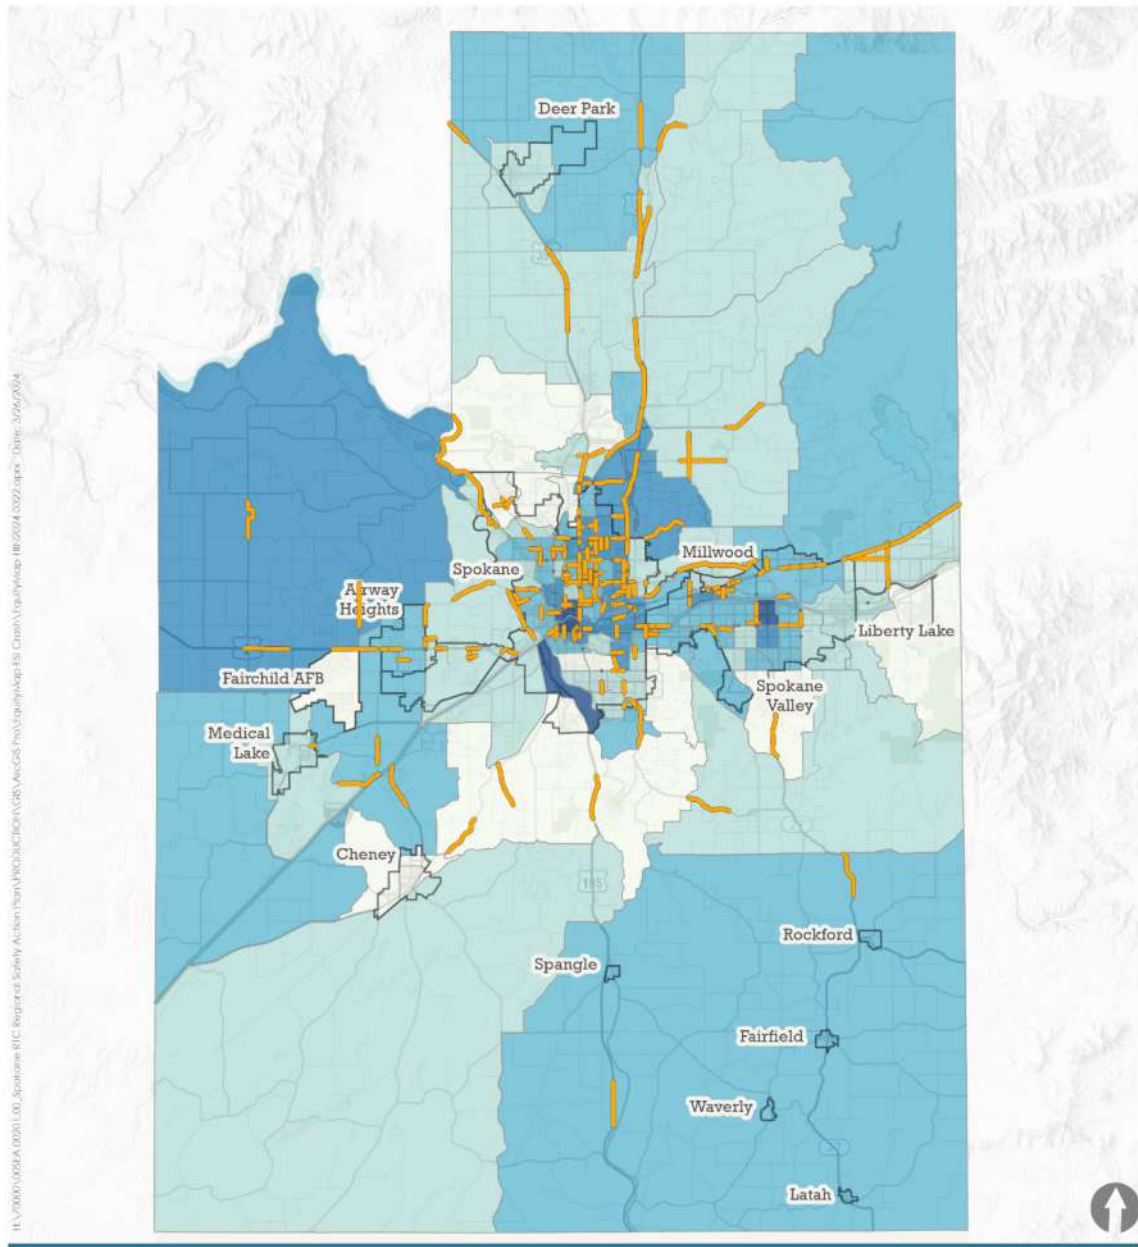 Deer Park
Millwood
Spokane
Airway
Heights
Liberty Lake
Fairchild AFB
Spokane
Valley
Medical
Lake
Cheney
195
Rockford
Spangle
Fairfield
Waverly
27
Latah